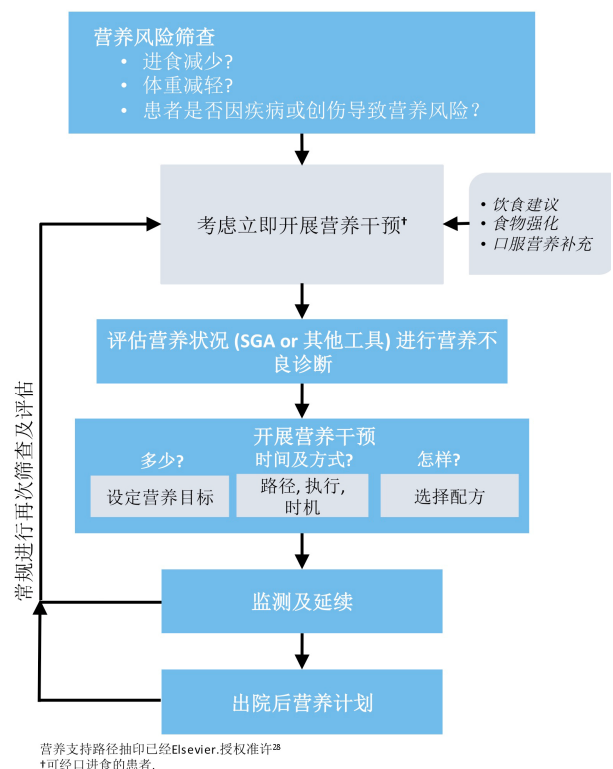 营养风险筛查
• 进食减少?
• 体重减轻?
• 患者是否因疾病或创伤导致营养风险？
考虑立即开展营养干预†
• 饮食建议
• 食物强化
• 口服营养补充
评估营养状况 (SGA or 其他工具) 进行营养不
良诊断
开展营养干预
多少?
时间及方式?
怎样?
设定营养目标
路径, 执行,
时机
选择配方
常规进行再次筛查及评估
监测及延续
出院后营养计划
营养支持路径抽印已经Elsevier.授权准许28
†可经口进食的患者.